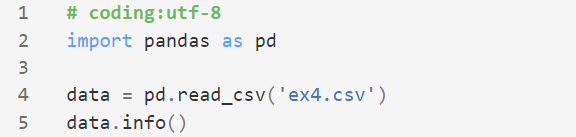 1 # coding:utf-8
2 import pandas as pd
3
4 data = pd.read_csv('ex4.csv')
5 data.info()